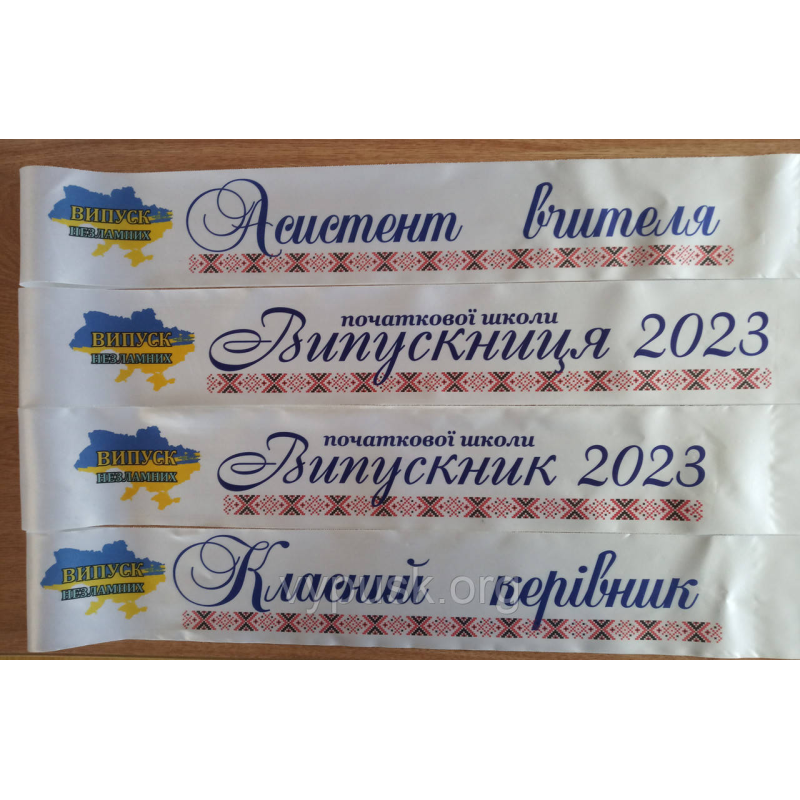 ВИПУСК
НЕЗЛАМНИХ
Асистент вчителя
ВИПУСК
НЕЗЛАМНИХ
початкової школи
Випускниця 2023
ВИПУСК
НЕЗЛАМНИХ
початкової школи
Випускник 2023
ВИПУСК
НЕЗЛАМНИХ
Класний керівник
vypusk.org